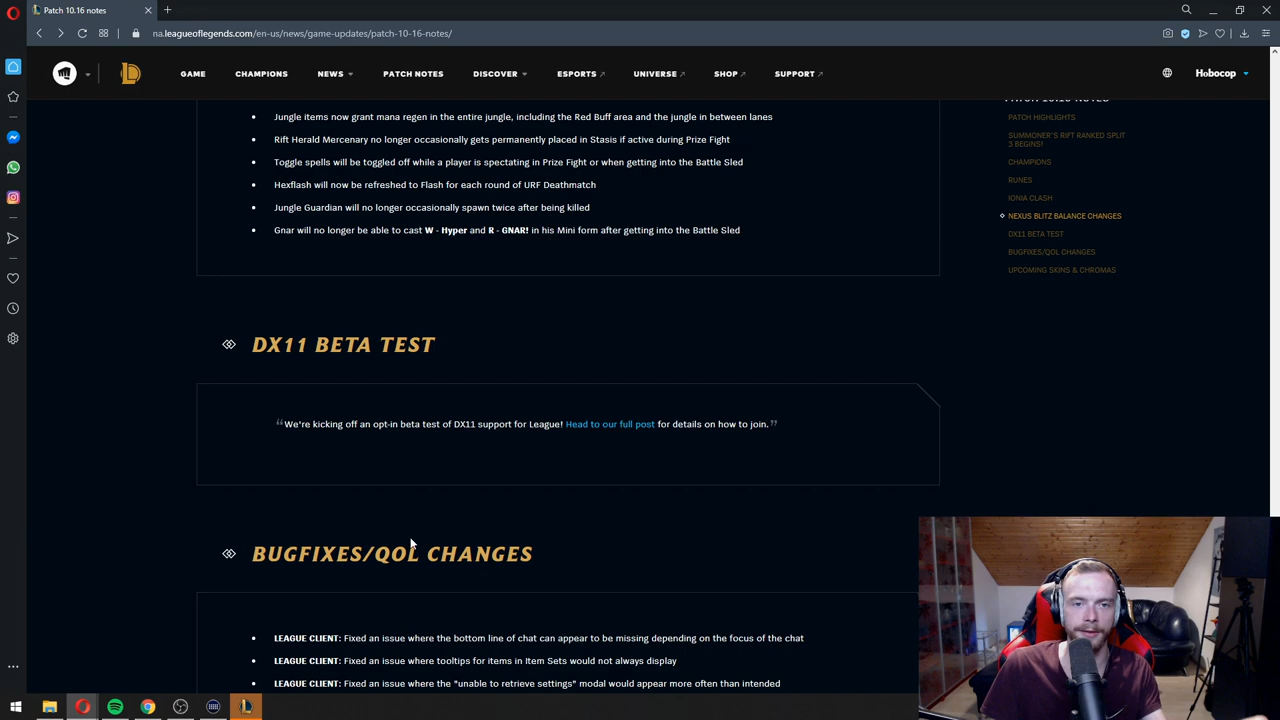 Patch 10.16 notes
na.leagueoflegends.com/en-us/news/game-updates/patch-10-16-notes/
GAME CHAMPIONS NEWS PATCH NOTES DISCOVER ESPORTS UNIVERSE SHOP SUPPORT Hobocop
PATCH 10.16 NOTES
Jungle items now grant mana regen in the entire jungle, including the Red Buff area and the jungle in between lanes
Rift Herald Mercenary no longer occasionally gets permanently placed in Stasis if active during Prize Fight
Toggle spells will be toggled off while a player is spectating in Prize Fight or when getting into the Battle Sled
Hexflash will now be refreshed to Flash for each round of URF Deathmatch
Jungle Guardian will no longer occasionally spawn twice after being killed
Gnar will no longer be able to cast W - Hyper and R - GNAR! in his Mini form after getting into the Battle Sled
PATCH HIGHLIGHTS
SUMMONER'S RIFT RANKED SPLIT
3 BEGINS!
CHAMPIONS
RUNES
IONIA CLASH
NEXUS BLITZ BALANCE CHANGES
DX11 BETA TEST
BUGFIXES/QOL CHANGES
UPCOMING SKINS & CHROMAS
DX11 BETA TEST
"We're kicking off an opt-in beta test of DX11 support for League! Head to our full post for details on how to join."
BUGFIXES/QOL CHANGES
LEAGUE CLIENT: Fixed an issue where the bottom line of chat can appear to be missing depending on the focus of the chat
LEAGUE CLIENT: Fixed an issue where tooltips for items in Item Sets would not always display
LEAGUE CLIENT: Fixed an issue where the "unable to retrieve settings" modal would appear more often than intended